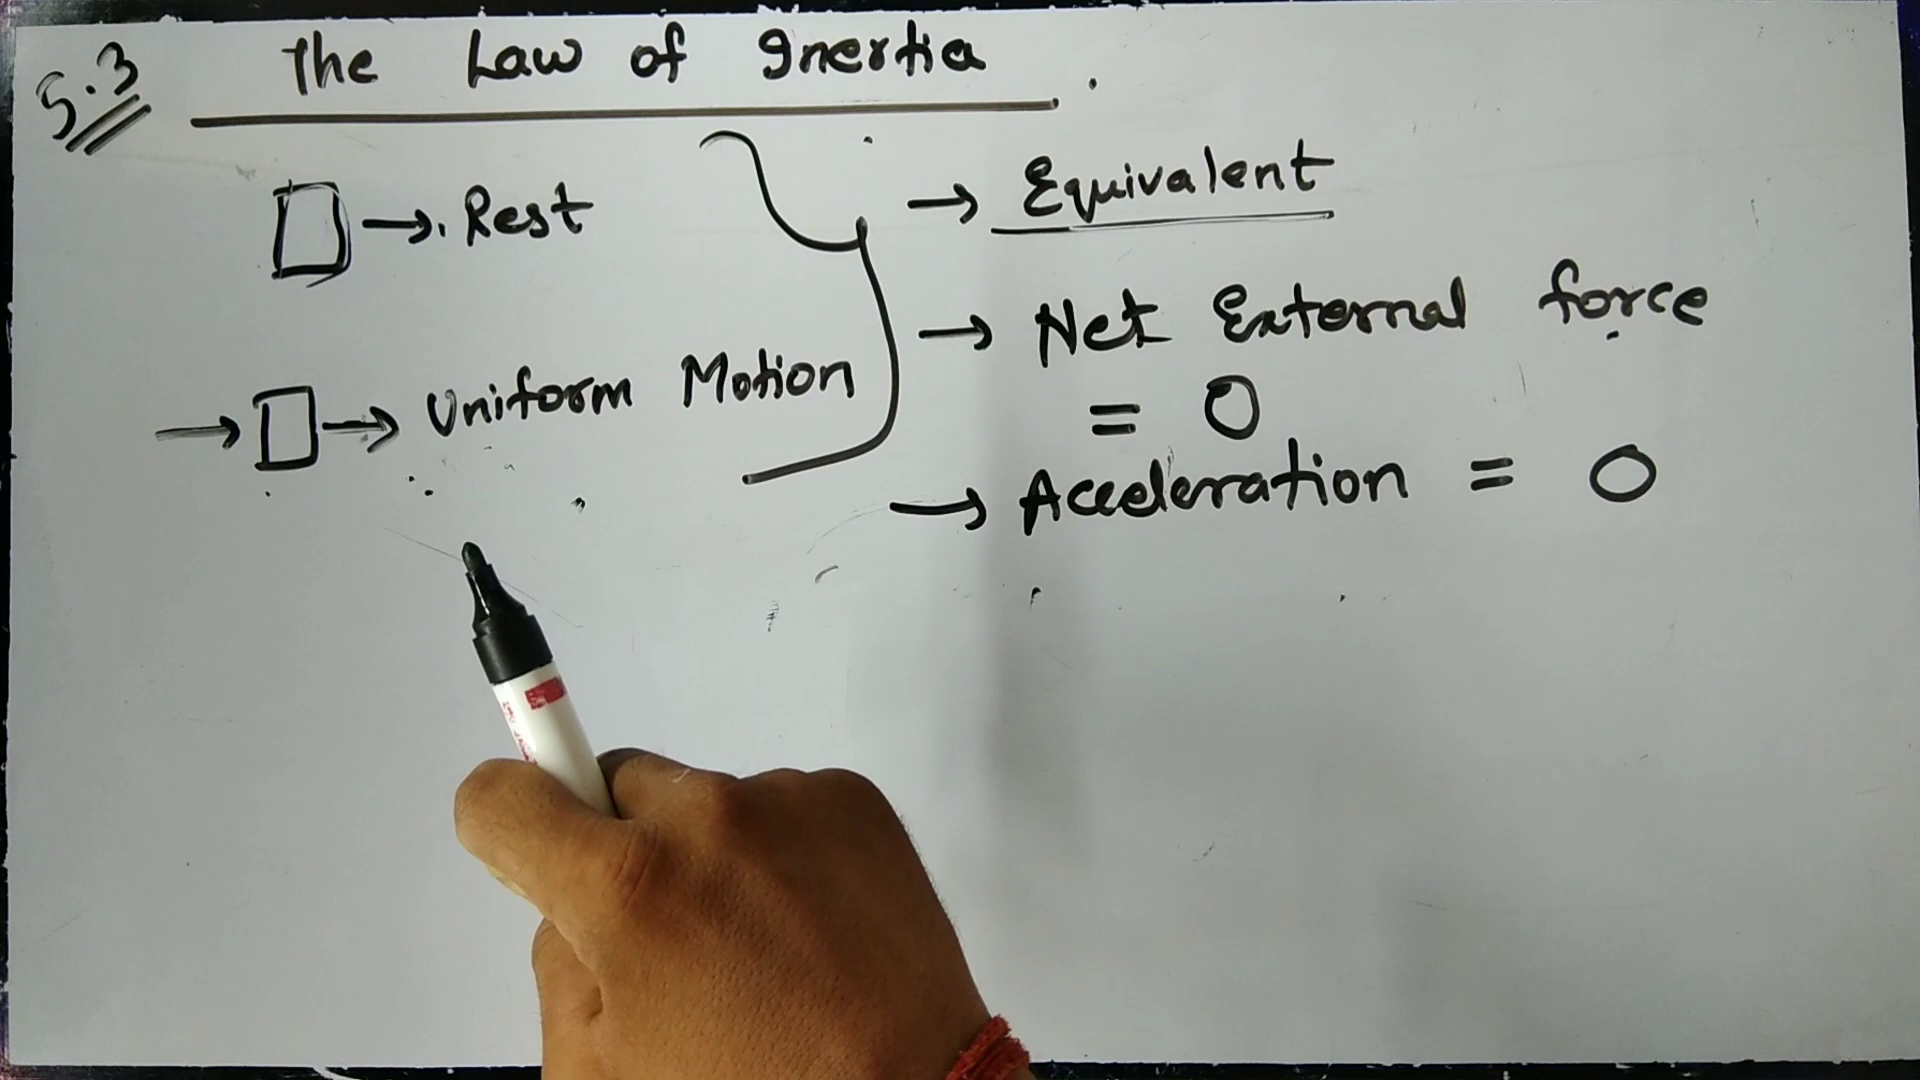 5.3 The Law of Inertia
→ Rest
→ → Uniform Motion
→ Equivalent
→ Net External force
= 0
→ Acceleration = 0